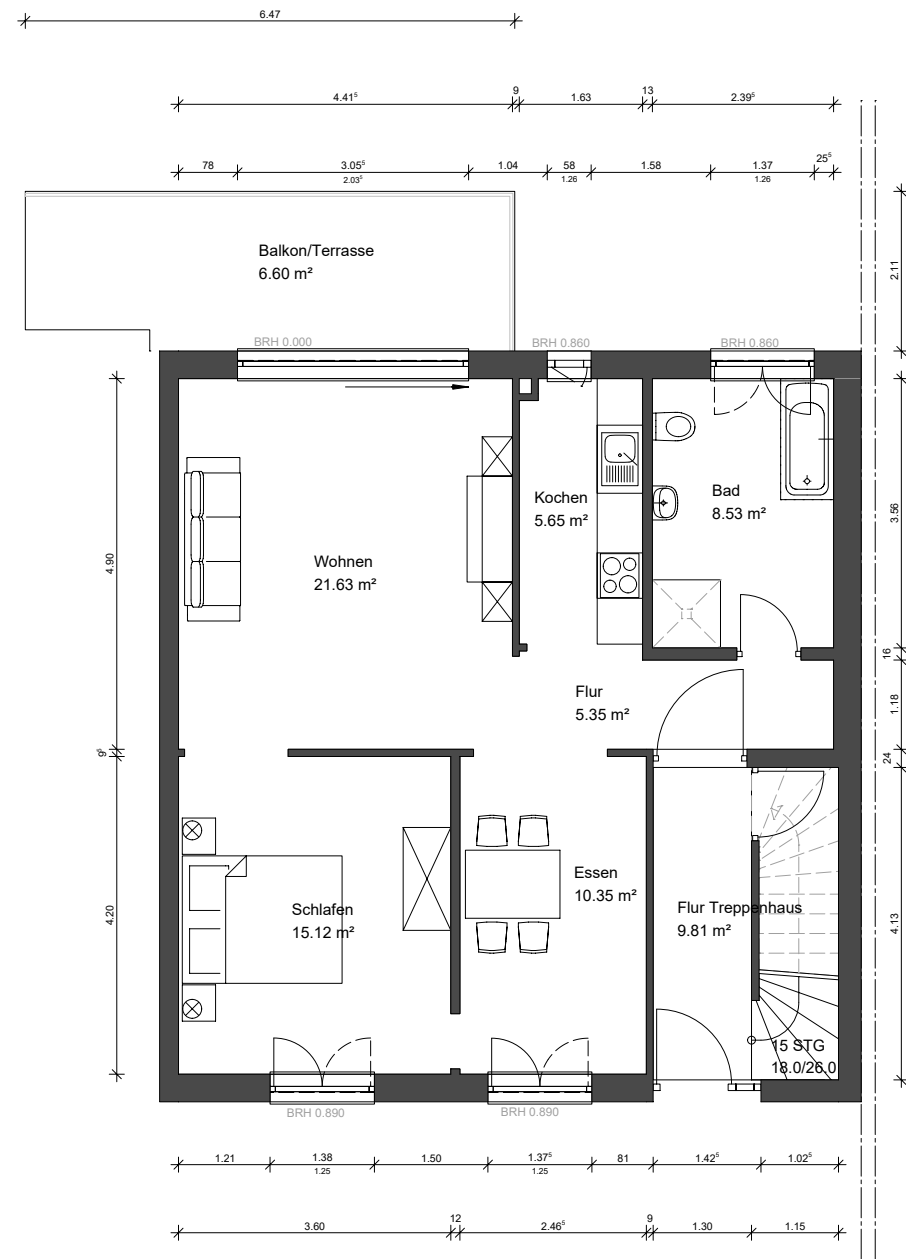 6.47
4.41⁵ 9 1.63 13 2.39⁵
78 3.05⁵ 1.04 58 1.58 1.37 25⁵
2.03⁵ 1.26 1.26
Balkon/Terrasse
6.60 m²
2.11
BRH 0.000 BRH 0.860 BRH 0.860
Kochen
5.65 m²
Bad
8.53 m²
3.56
Wohnen
21.63 m²
4.90
16
Flur
5.35 m²
1.18
9⁵
24
Essen
10.35 m²
Schlafen
15.12 m²
Flur Treppenhaus
9.81 m²
4.20
4.13
15 STG
18.0/26.0
BRH 0.890 BRH 0.890
1.21 1.38 1.50 1.37⁵ 81 1.42⁵ 1.02⁵
1.25 1.25
3.60 12 2.46⁵ 9 1.30 1.15